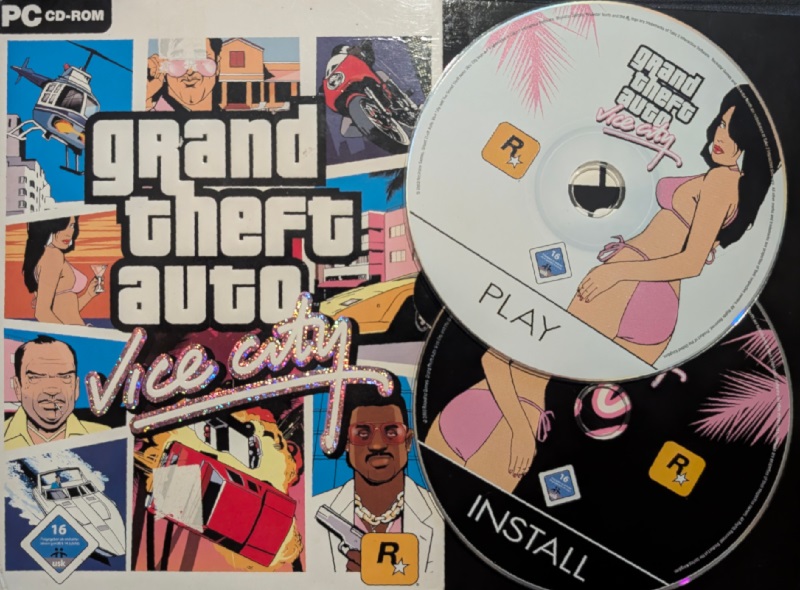 PC CD-ROM
grand
theft
auto
vice city
16
usk
R
grand
theft
auto
vice city
R
16
PLAY
R
16
INSTALL